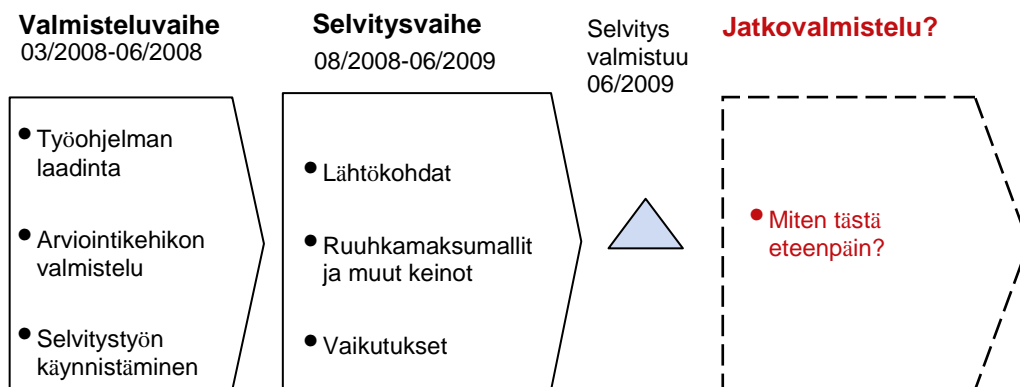 Valmisteluvaihe
03/2008-06/2008
• Työohjelman
laadinta
• Arviointikehikon
valmistelu
• Selvitystyön
käynnistäminen
Selvitysvaihe
08/2008-06/2009
• Lähtökohdat
• Ruuhkamaksumallit
ja muut keinot
• Vaikutukset
Selvitys
valmistuu
06/2009
Jatkovalmistelu?
• Miten tästä
eteenpäin?